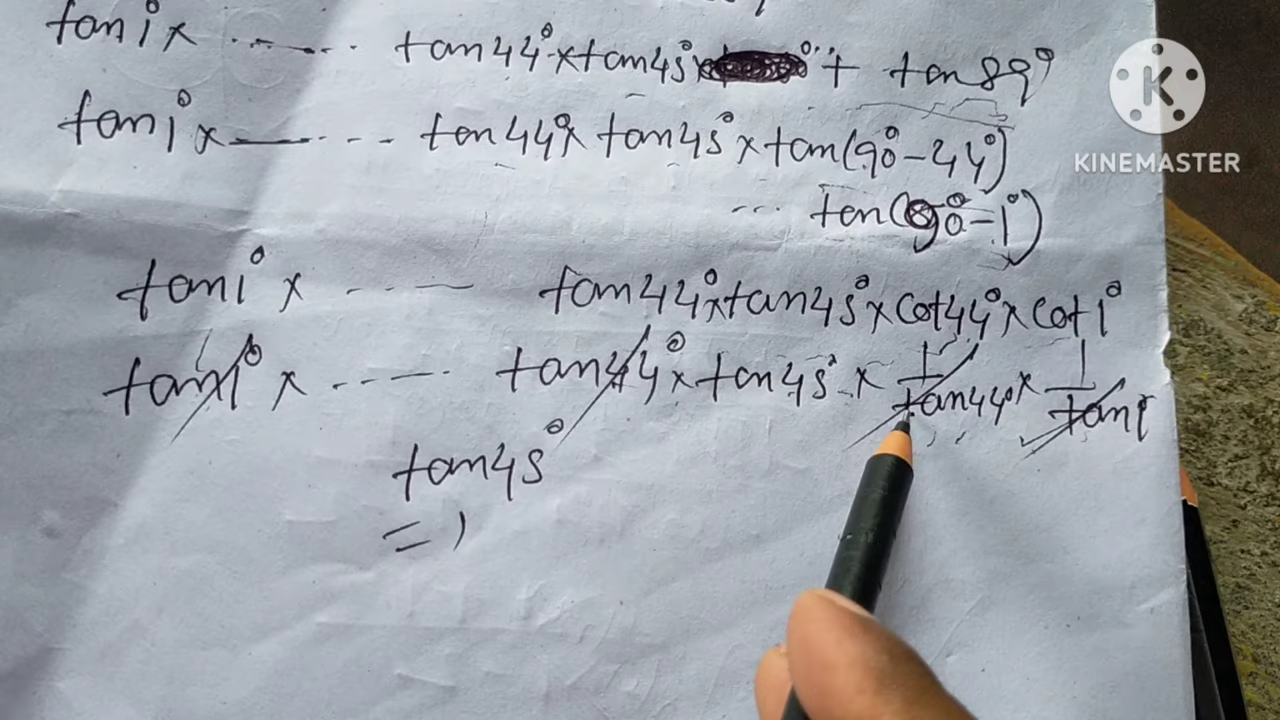 tan1° x ........ tan44° x tan45° x ° .. + tan89°
tan1° x ---... tan44° x tan45° x tan(90°-44°)
... tan(90°-1°)
tan1° x ---- tan44° x tan45° x cot44° x cot1°
tan1° x ...--- tan44° x tan45° x 1/tan44° x 1/tan1°
tan45°
= 1
K
KINEMASTER